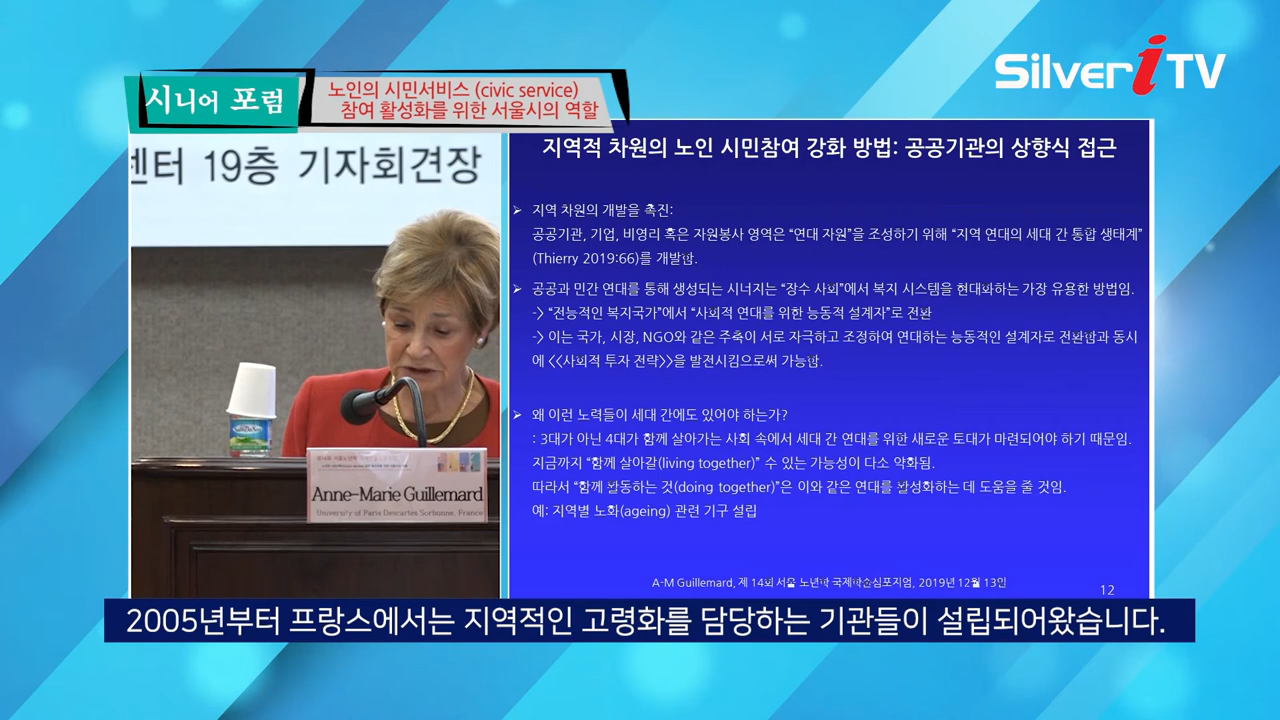 Silver i TV
시니어 포럼
노인의 시민서비스 (civic service)
참여 활성화를 위한 서울시의 역할
센터 19층 기자회견장
지역적 차원의 노인 시민참여 강화 방법: 공공기관의 상향식 접근
➢ 지역 차원의 개발을 촉진:
공공기관, 기업, 비영리 혹은 자원봉사 영역은 “연대 자원”을 조성하기 위해 “지역 연대의 세대 간 통합 생태계”
(Thierry 2019:66)를 개발함.
➢ 공공과 민간 연대를 통해 생성되는 시너지는 “장수 사회”에서 복지 시스템을 현대화하는 가장 유용한 방법임.
-> “전능적인 복지국가”에서 “사회적 연대를 위한 능동적 설계자”로 전환
-> 이는 국가, 시장, NGO와 같은 주축이 서로 자극하고 조정하여 연대하는 능동적인 설계자로 전환함과 동시
에 <<사회적 투자 전략>>을 발전시킴으로써 가능함.
➢ 왜 이런 노력들이 세대 간에도 있어야 하는가?
: 3대가 아닌 4대가 함께 살아가는 사회 속에서 세대 간 연대를 위한 새로운 토대가 마련되어야 하기 때문임.
지금까지 “함께 살아갈(living together)” 수 있는 가능성이 다소 약화됨.
따라서 “함께 활동하는 것(doing together)”은 이와 같은 연대를 활성화하는 데 도움을 줄 것임.
예: 지역별 노화(ageing) 관련 기구 설립
A-M Guillemard, 제 14회 서울 노년학 국제학술심포지엄, 2019년 12월 13일
12
Anne-Marie Guillemard
University of Paris Descartes Sorbonne, France
2005년부터 프랑스에서는 지역적인 고령화를 담당하는 기관들이 설립되어왔습니다.